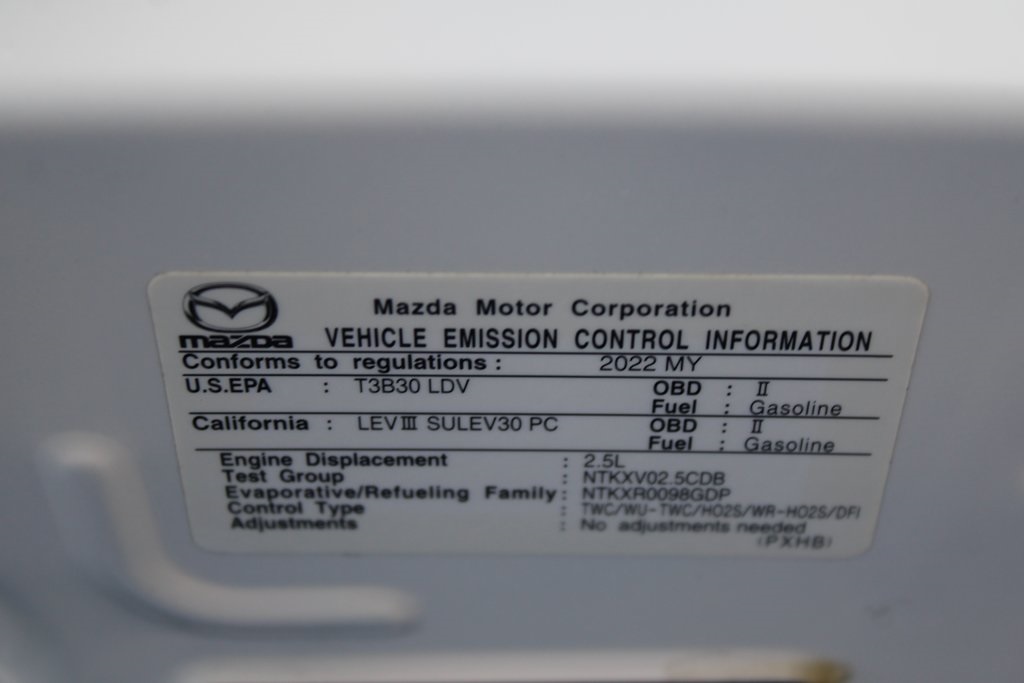 Mazda Motor Corporation
mazda VEHICLE EMISSION CONTROL INFORMATION
Conforms to regulations : 2022 MY
U.S.EPA : T3B30 LDV OBD : II
Fuel : Gasoline
California : LEVIII SULEV30 PC OBD : II
Fuel : Gasoline
Engine Displacement : 2.5L
Test Group : NTKXV02.5CDB
Evaporative/Refueling Family : NTKXR0098GDP
Control Type : TWC/WU-TWC/HO2S/WR-HO2S/DFI
Adjustments : No adjustments needed
(PXHB)